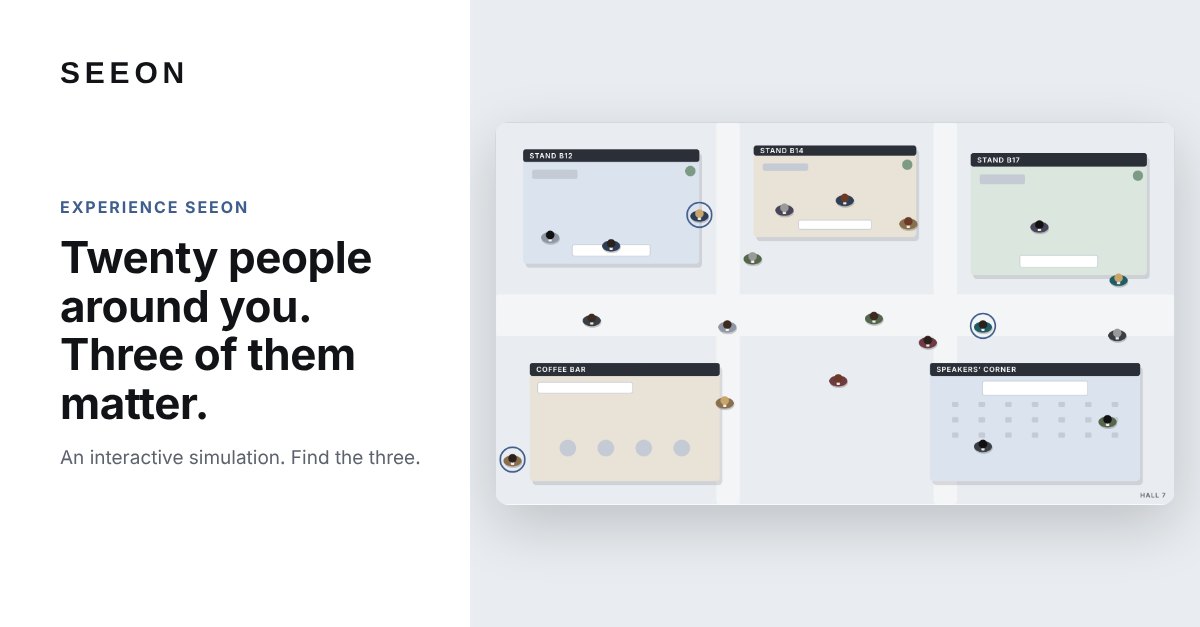 SEEON
EXPERIENCE SEEON
Twenty people
around you.
Three of them
matter.
An interactive simulation. Find the three.
STAND B12
STAND B14
STAND B17
COFFEE BAR
SPEAKERS' CORNER
HALL 7